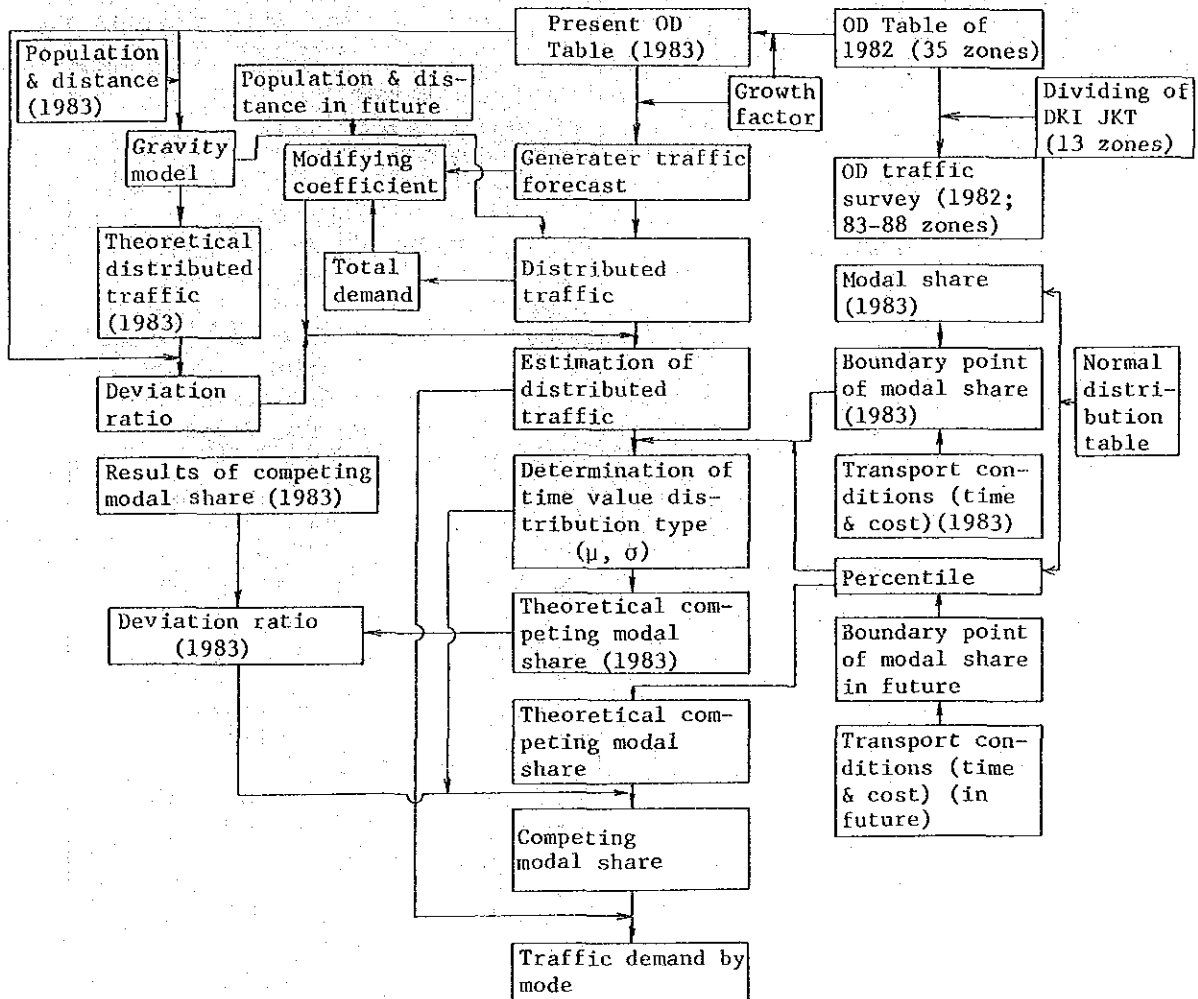 Present OD
Table (1983)
OD Table of
1982 (35 zones)
Population
& distance
(1983)
Population & dis-
tance in future
Growth
factor
Dividing of
DKI JKT
(13 zones)
Gravity
model
Modifying
coefficient
Generater traffic
forecast
OD traffic
survey (1982;
83-88 zones)
Theoretical
distributed
traffic
(1983)
Total
demand
Distributed
traffic
Modal share
(1983)
Deviation
ratio
Estimation of
distributed
traffic
Boundary point
of modal share
(1983)
Normal
distri-
bution
table
Results of competing
modal share (1983)
Determination of
time value dis-
tribution type
(μ, σ)
Transport con-
ditions (time
& cost)(1983)
Percentile
Deviation ratio
(1983)
Theoretical com-
peting modal
share (1983)
Boundary point
of modal share
in future
Theoretical com-
peting modal
share
Transport con-
ditions (time
& cost) (in
future)
Competing
modal share
Traffic demand by
mode